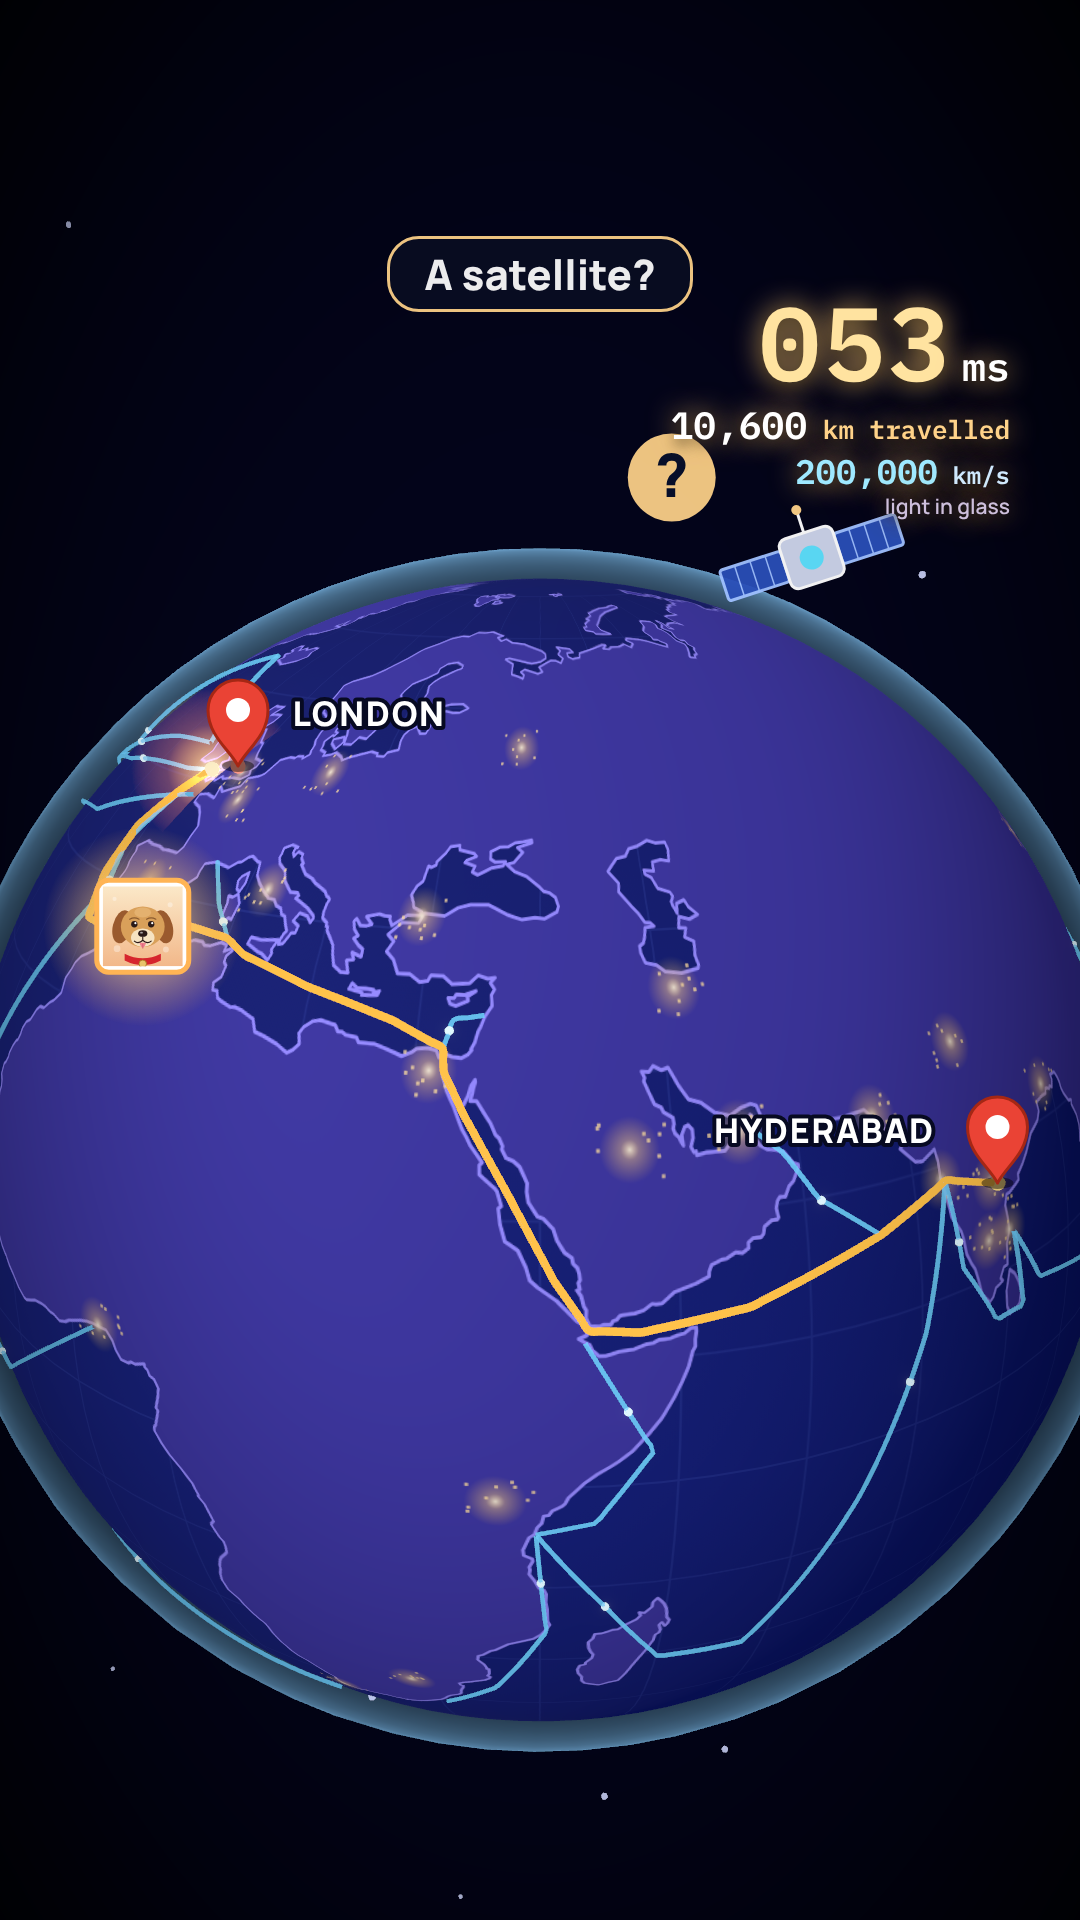 A satellite?
053 ms
10,600 km travelled
?
200,000 km/s
light in glass
LONDON
HYDERABAD